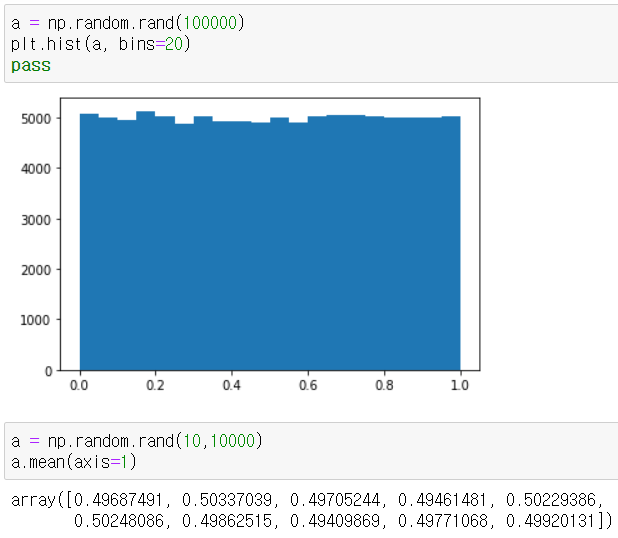 a = np.random.rand(100000)
plt.hist(a, bins=20)
pass
5000
4000
3000
2000
1000
0
0.0 0.2 0.4 0.6 0.8 1.0
a = np.random.rand(10,10000)
a.mean(axis=1)
array([0.49687491, 0.50337039, 0.49705244, 0.49461481, 0.50229386,
0.50248086, 0.49862515, 0.49409869, 0.49771068, 0.49920131])